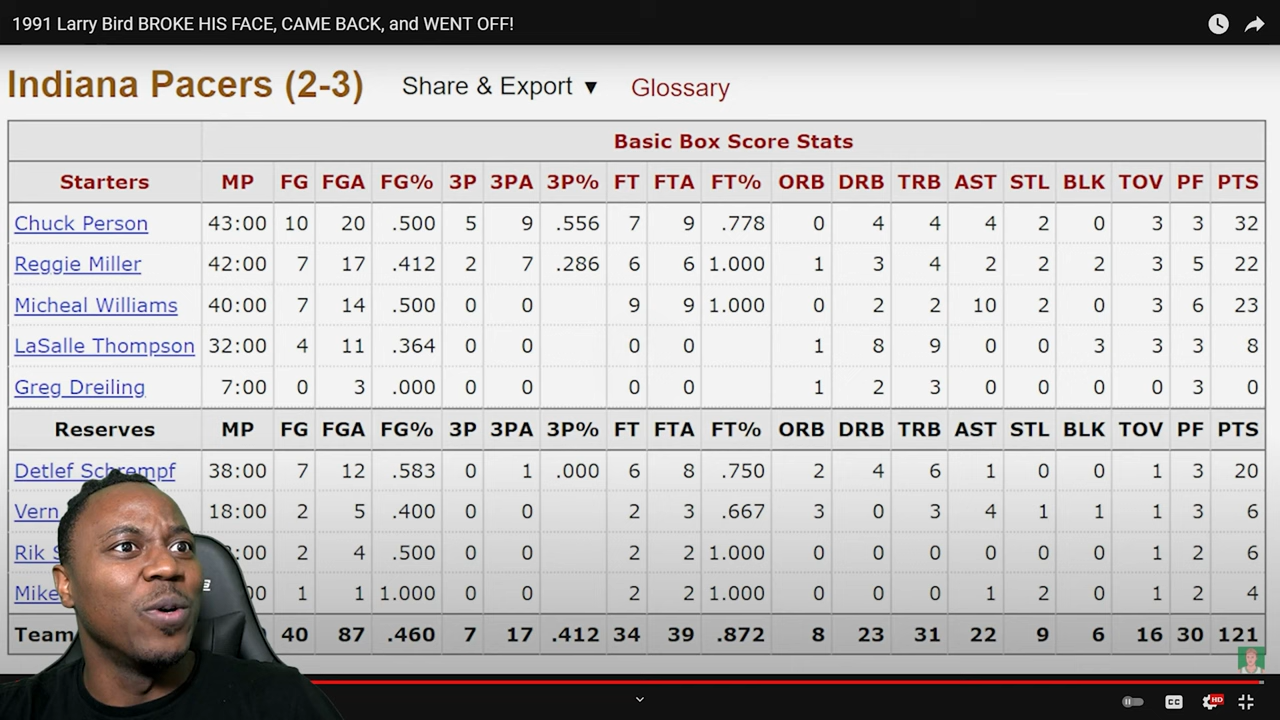 1991 Larry Bird BROKE HIS FACE, CAME BACK, and WENT OFF!
Indiana Pacers (2-3) Share & Export ▼ Glossary
Basic Box Score Stats
Starters MP FG FGA FG% 3P 3PA 3P% FT FTA FT% ORB DRB TRB AST STL BLK TOV PF PTS
Chuck Person 43:00 10 20 .500 5 9 .556 7 9 .778 0 4 4 4 2 0 3 3 32
Reggie Miller 42:00 7 17 .412 2 7 .286 6 6 1.000 1 3 4 2 2 2 3 5 22
Micheal Williams 40:00 7 14 .500 0 0 9 9 1.000 0 2 2 10 2 0 3 6 23
LaSalle Thompson 32:00 4 11 .364 0 0 0 0 1 8 9 0 0 3 3 3 8
Greg Dreiling 7:00 0 3 .000 0 0 0 0 1 2 3 0 0 0 0 3 0
Reserves MP FG FGA FG% 3P 3PA 3P% FT FTA FT% ORB DRB TRB AST STL BLK TOV PF PTS
Detlef Schrempf 38:00 7 12 .583 0 1 .000 6 8 .750 2 4 6 1 0 0 1 3 20
Vern 18:00 2 5 .400 0 0 2 3 .667 3 0 3 4 1 1 1 3 6
Rik :00 2 4 .500 0 0 2 2 1.000 0 0 0 0 0 0 1 2 6
Mike 1 1 1.000 0 0 2 2 1.000 0 0 0 1 2 0 1 2 4
Team 40 87 .460 7 17 .412 34 39 .872 8 23 31 22 9 6 16 30 121
CC HD